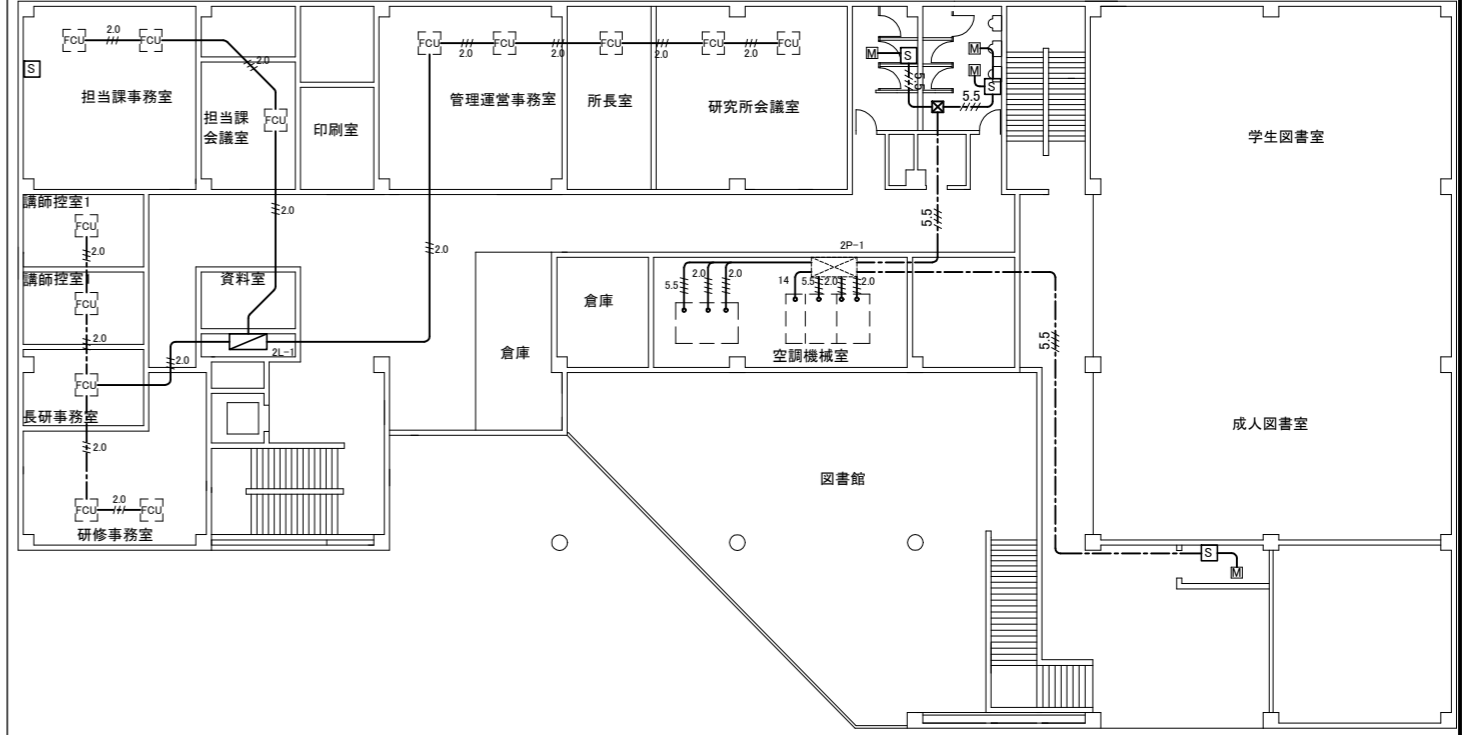 FCU
2.0
FCU
2.0
FCU
2.0
FCU
2.0
FCU
2.0
FCU
2.0
FCU
M
S
M
M
S
5.5
5.5
S
担当課事務室
担当課
会議室
FCU
印刷室
管理運営事務室
所長室
研究所会議室
学生図書室
講師控室1
FCU
2.0
2.0
2.0
5.5
2P-1
講師控室1
FCU
2.0
資料室
2L-1
2.0
倉庫
倉庫
5.5
2.0
2.0
14
5.5
2.0
2.0
空調機械室
5.5
FCU
長研事務室
2.0
FCU
2.0
FCU
研修事務室
図書館
成人図書室
S
M